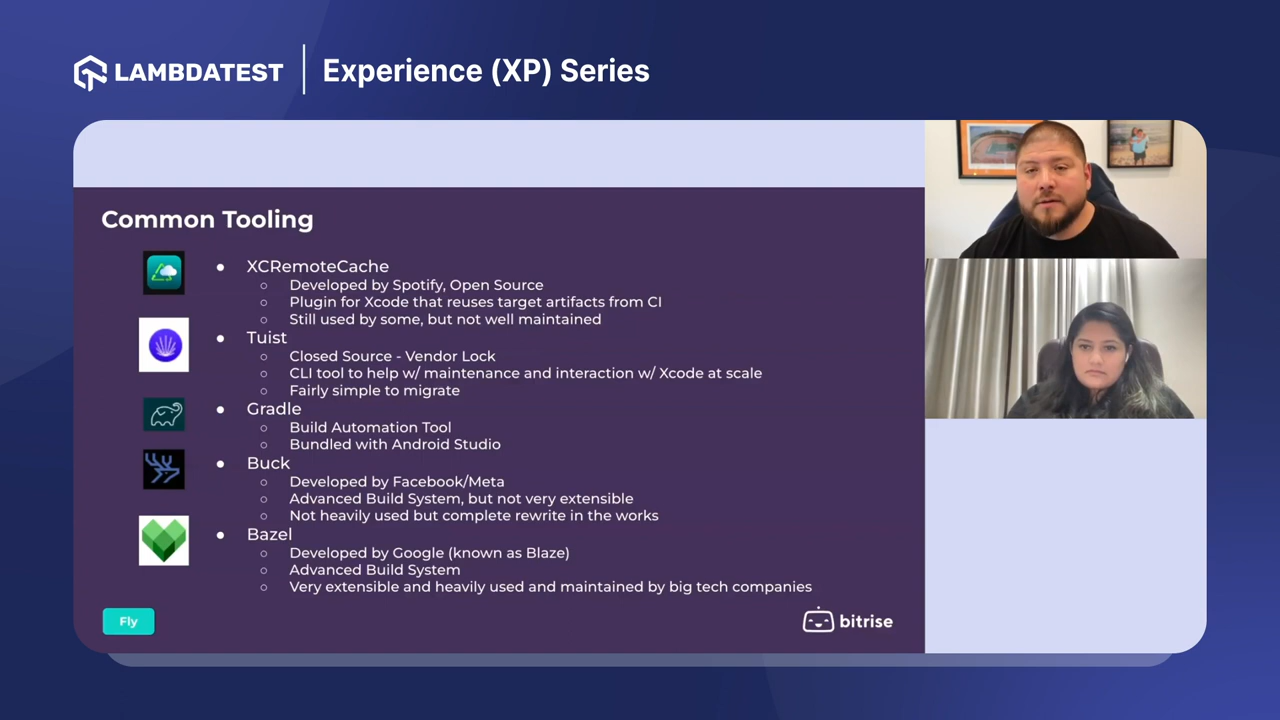 LAMBDATEST
Experience (XP) Series
Common Tooling
● XCRemoteCache
○ Developed by Spotify, Open Source
○ Plugin for Xcode that reuses target artifacts from CI
○ Still used by some, but not well maintained
● Tuist
○ Closed Source - Vendor Lock
○ CLI tool to help w/ maintenance and interaction w/ Xcode at scale
○ Fairly simple to migrate
● Gradle
○ Build Automation Tool
○ Bundled with Android Studio
● Buck
○ Developed by Facebook/Meta
○ Advanced Build System, but not very extensible
○ Not heavily used but complete rewrite in the works
● Bazel
○ Developed by Google (known as Blaze)
○ Advanced Build System
○ Very extensible and heavily used and maintained by big tech companies
Fly
bitrise